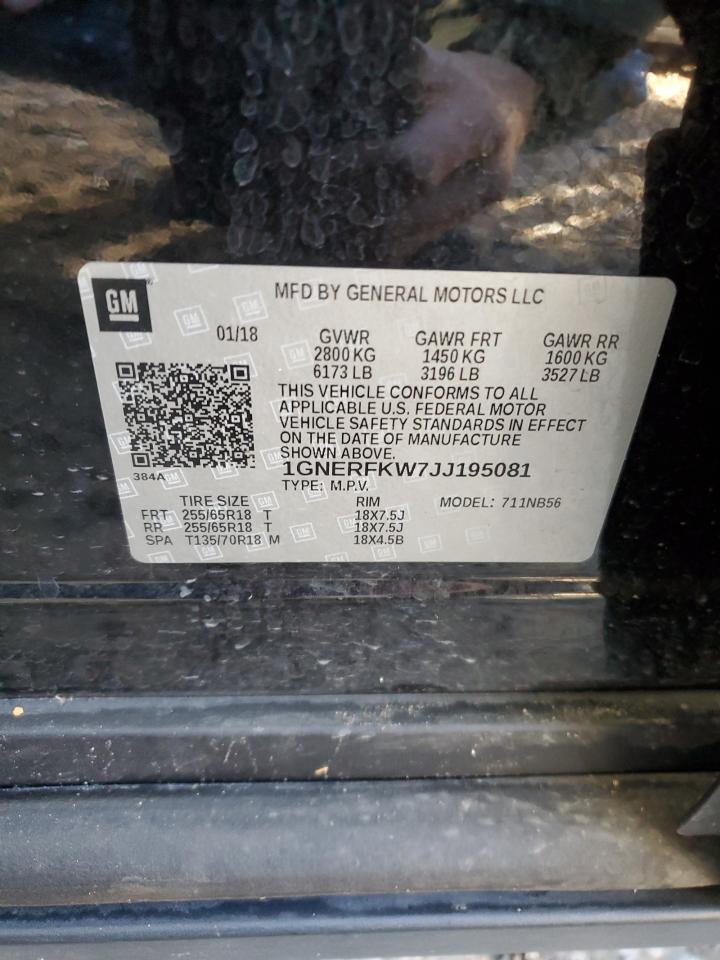 GM
MFD BY GENERAL MOTORS LLC
01/18 GVWR GAWR FRT GAWR RR
2800 KG 1450 KG 1600 KG
6173 LB 3196 LB 3527 LB
THIS VEHICLE CONFORMS TO ALL
APPLICABLE U.S. FEDERAL MOTOR
VEHICLE SAFETY STANDARDS IN EFFECT
ON THE DATE OF MANUFACTURE
SHOWN ABOVE.
1GNERFKW7JJ195081
384A TYPE: M.P.V.
TIRE SIZE RIM MODEL: 711NB56
FRT 255/65R18 T 18X7.5J
RR 255/65R18 T 18X7.5J
SPA T135/70R18 M 18X4.5B